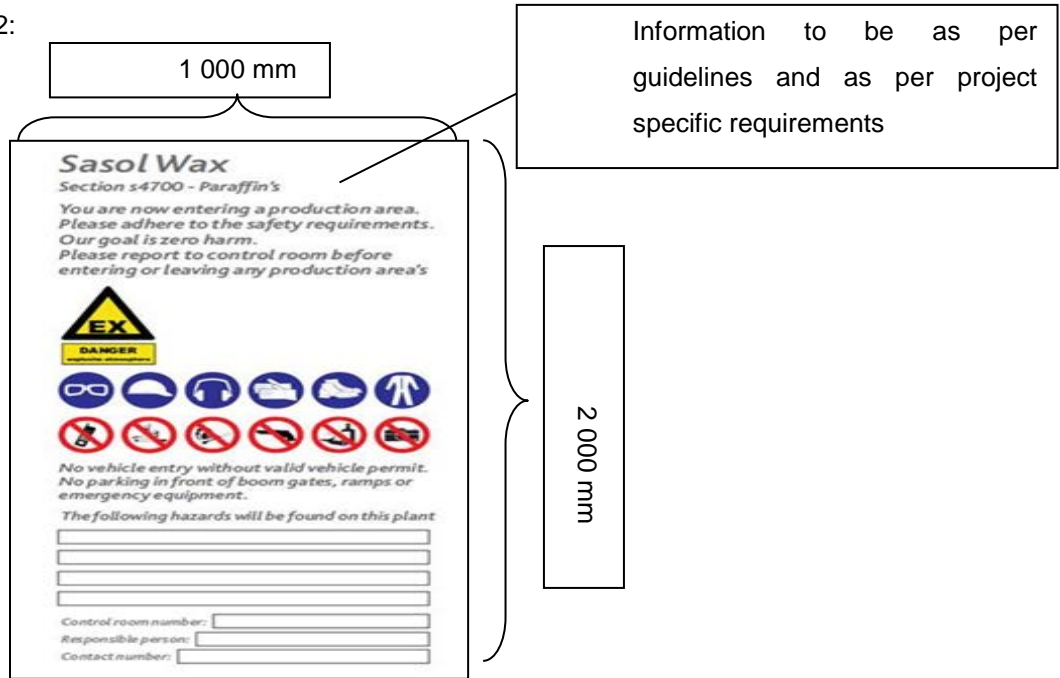 2:
1 000 mm
Information to be as per
guidelines and as per project
specific requirements
Sasol Wax
Section s4700 - Paraffin's
You are now entering a production area.
Please adhere to the safety requirements.
Our goal is zero harm.
Please report to control room before
entering or leaving any production area's
EX
DANGER
explosive atmosphere
No vehicle entry without valid vehicle permit.
No parking in front of boom gates, ramps or
emergency equipment.
The following hazards will be found on this plant
Control room number:
Responsible person:
Contact number:
2 000 mm